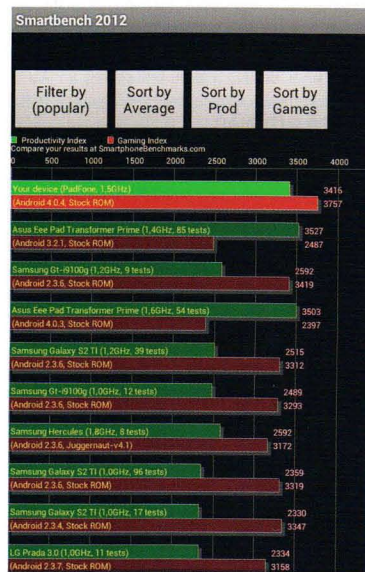 Smartbench 2012
Filter by
(popular)
Sort by
Average
Sort by
Prod
Sort by
Games
Productivity Index Gaming Index
Compare your results at SmartphoneBenchmarks.com
0 500 1000 1500 2000 2500 3000 3500 4000
Your device (PadFone, 1,5GHz) 3416
(Android 4.0.4, Stock ROM) 3757
Asus Eee Pad Transformer Prime (1,4GHz, 85 tests) 3527
(Android 3.2.1, Stock ROM) 2487
Samsung Gt-i9100g (1,2GHz, 9 tests) 2592
(Android 2.3.6, Stock ROM) 3419
Asus Eee Pad Transformer Prime (1,6GHz, 54 tests) 3503
(Android 4.0.3, Stock ROM) 2397
Samsung Galaxy S2 TI (1,2GHz, 39 tests) 2515
(Android 2.3.6, Stock ROM) 3312
Samsung Gt-i9100g (1,0GHz, 12 tests) 2489
(Android 2.3.6, Stock ROM) 3293
Samsung Hercules (1,8GHz, 8 tests) 2592
(Android 2.3.6, Juggernaut-v4.1) 3172
Samsung Galaxy S2 TI (1,0GHz, 96 tests) 2359
(Android 2.3.6, Stock ROM) 3319
Samsung Galaxy S2 TI (1,0GHz, 17 tests) 2330
(Android 2.3.4, Stock ROM) 3347
LG Prada 3.0 (1,0GHz, 11 tests) 2334
(Android 2.3.7, Stock ROM) 3158